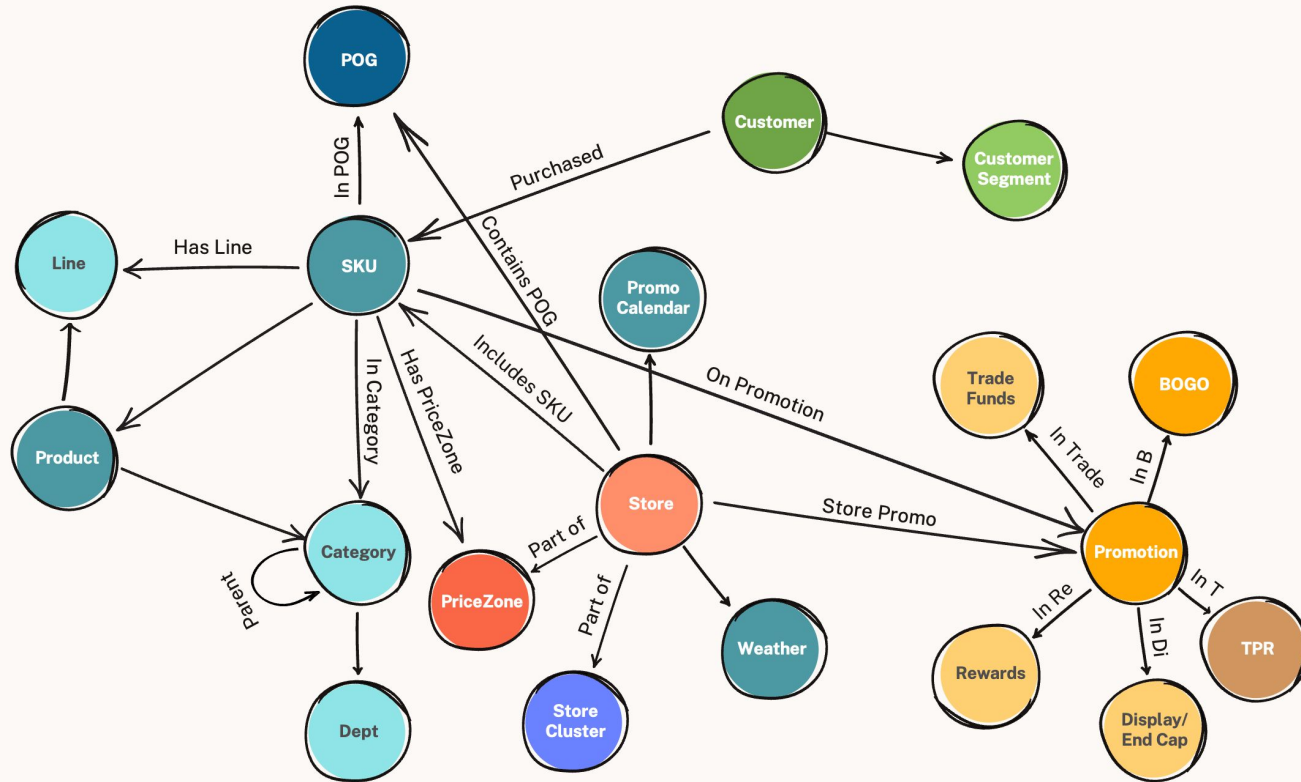 POG
Customer
Customer
Segment
In POG
Purchased
Contains POG
Has Line
Line
SKU
Promo
Calendar
Includes SKU
In Category
Has PriceZone
On Promotion
Trade
Funds
BOGO
Product
In Trade
In B
Store
Store Promo
Category
Parent
Part of
PriceZone
Part of
Promotion
In Re
In Di
In T
Weather
TPR
Rewards
Dept
Store
Cluster
Display/
End Cap